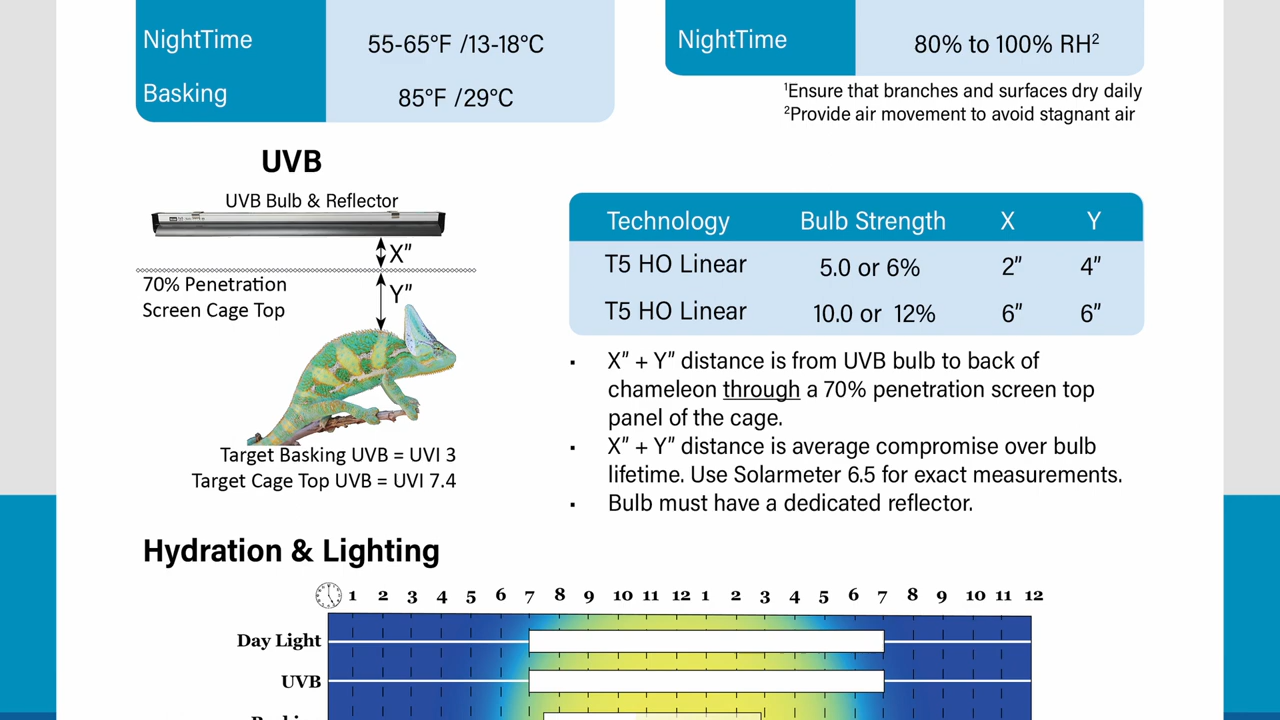 NightTime 55-65°F /13-18°C
Basking 85°F /29°C
NightTime 80% to 100% RH²
¹Ensure that branches and surfaces dry daily
²Provide air movement to avoid stagnant air
UVB
UVB Bulb & Reflector
X”
70% Penetration
Screen Cage Top
Y”
Target Basking UVB = UVI 3
Target Cage Top UVB = UVI 7.4
Technology Bulb Strength X Y
T5 HO Linear 5.0 or 6% 2” 4”
T5 HO Linear 10.0 or 12% 6” 6”
▪ X” + Y” distance is from UVB bulb to back of
chameleon through a 70% penetration screen top
panel of the cage.
▪ X” + Y” distance is average compromise over bulb
lifetime. Use Solarmeter 6.5 for exact measurements.
▪ Bulb must have a dedicated reflector.
Hydration & Lighting
1 2 3 4 5 6 7 8 9 10 11 12 1 2 3 4 5 6 7 8 9 10 11 12
Day Light
UVB